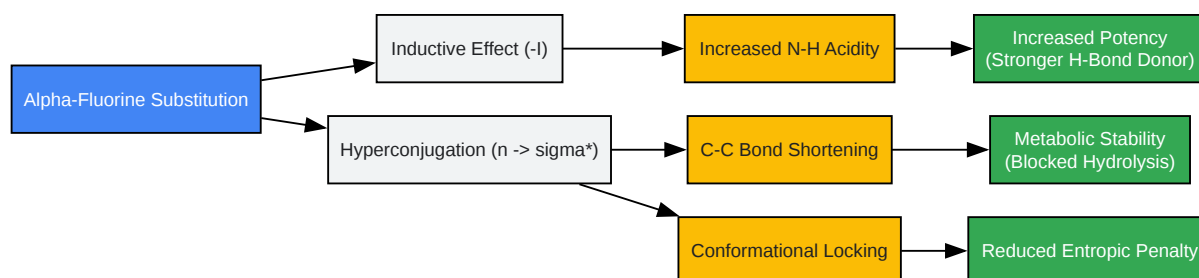 Alpha-Fluorine Substitution
Inductive Effect (-I)
Increased N-H Acidity
Increased Potency
(Stronger H-Bond Donor)
Hyperconjugation (n -> sigma*)
C-C Bond Shortening
Metabolic Stability
(Blocked Hydrolysis)
Conformational Locking
Reduced Entropic Penalty